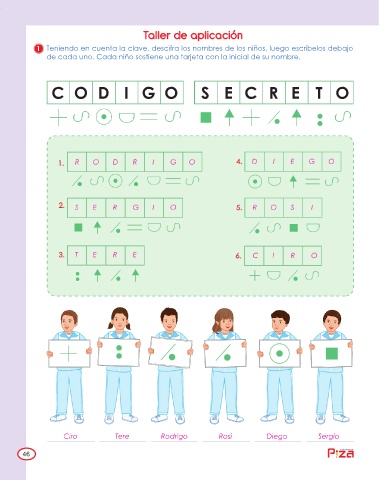 Taller de aplicación
1 Teniendo en cuenta la clave, descifra los nombres de los niños, luego escríbelos debajo
de cada uno. Cada niño sostiene una tarjeta con la inicial de su nombre.
C O D I G O S E C R E T O
1. R O D R I G O
4. D I E G O
2. S E R G I O
5. R O S I
3. T E R E
6. C I R O
Ciro Tere Rodrigo Rosi Diego Sergio
46
PIZA